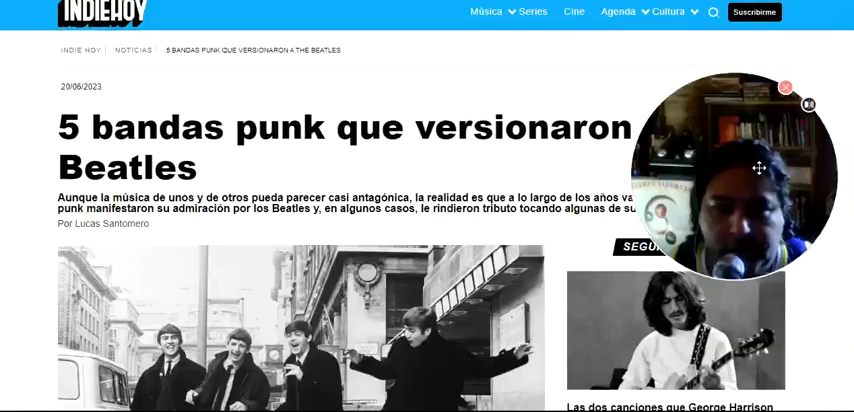 INDIEHOY
Música Series Cine Agenda Cultura Suscribirme
INDIE HOY | NOTICIAS | 5 BANDAS PUNK QUE VERSIONARON A THE BEATLES
20/06/2023
5 bandas punk que versionaron
Beatles
Aunque la música de unos y de otros pueda parecer casi antagónica, la realidad es que a lo largo de los años
punk manifestaron su admiración por los Beatles y, en algunos casos, le rindieron tributo tocando algunas de
Por Lucas Santomero
Las dos canciones que George Harrison